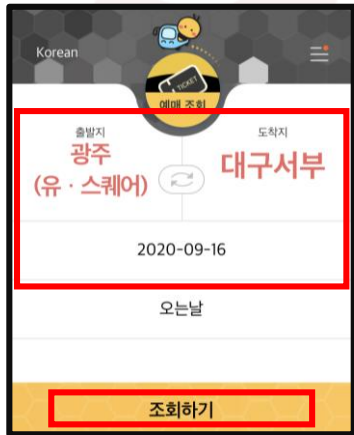 Korean
TICKET
예매 조회
출발지
도착지
광주
(유 · 스퀘어)
대구서부
2020-09-16
오는날
조회하기